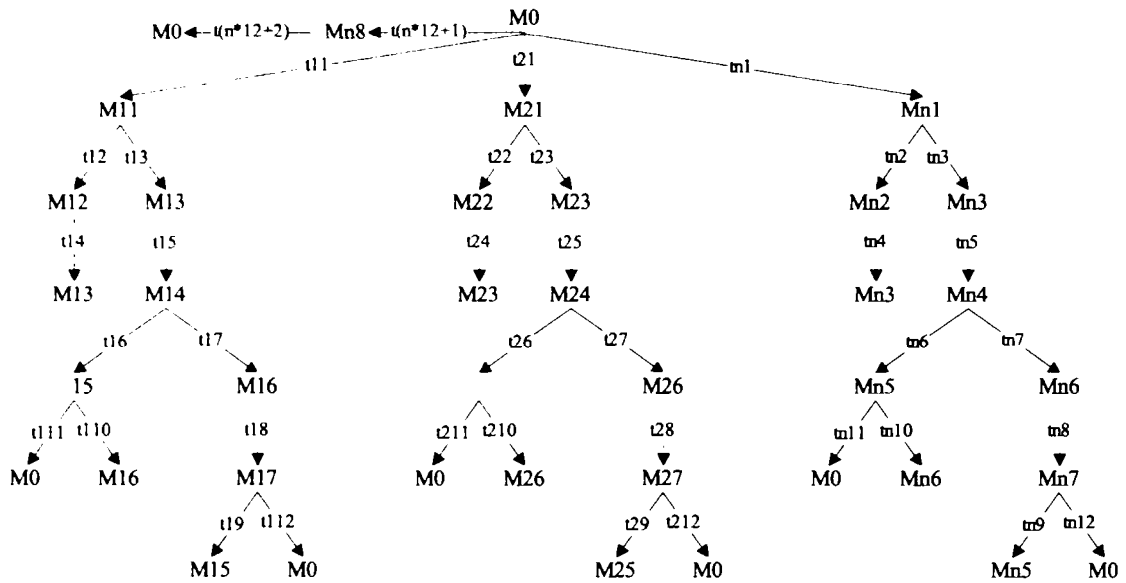 M0
M0 t(n*12+2) Mn8 t(n*12+1)
t11 t21 tn1
M11 M21 Mn1
t12 t13 t22 t23 tn2 tn3
M12 M13 M22 M23 Mn2 Mn3
t14 t15 t24 t25 tn4 tn5
M13 M14 M23 M24 Mn3 Mn4
t16 t17 t26 t27 tn6 tn7
15 M16 M26 Mn5 Mn6
t111 t110 t18 t211 t210 t28 tn11 tn10 tn8
M0 M16 M17 M0 M26 M27 M0 Mn6 Mn7
t19 t112 t29 t212 tn9 tn12
M15 M0 M25 M0 Mn5 M0